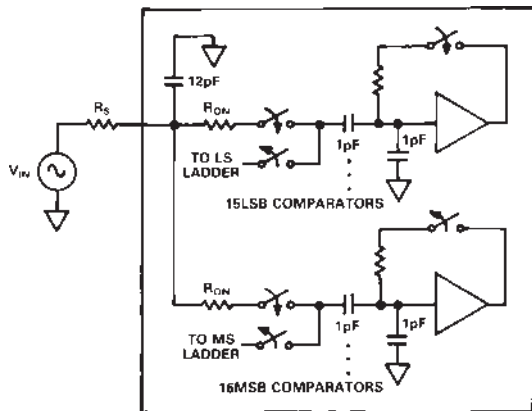 12pF
RS
RON
VIN
TO LS
LADDER
1pF
1pF
15LSB COMPARATORS
RON
TO MS
LADDER
1pF
1pF
16MSB COMPARATORS